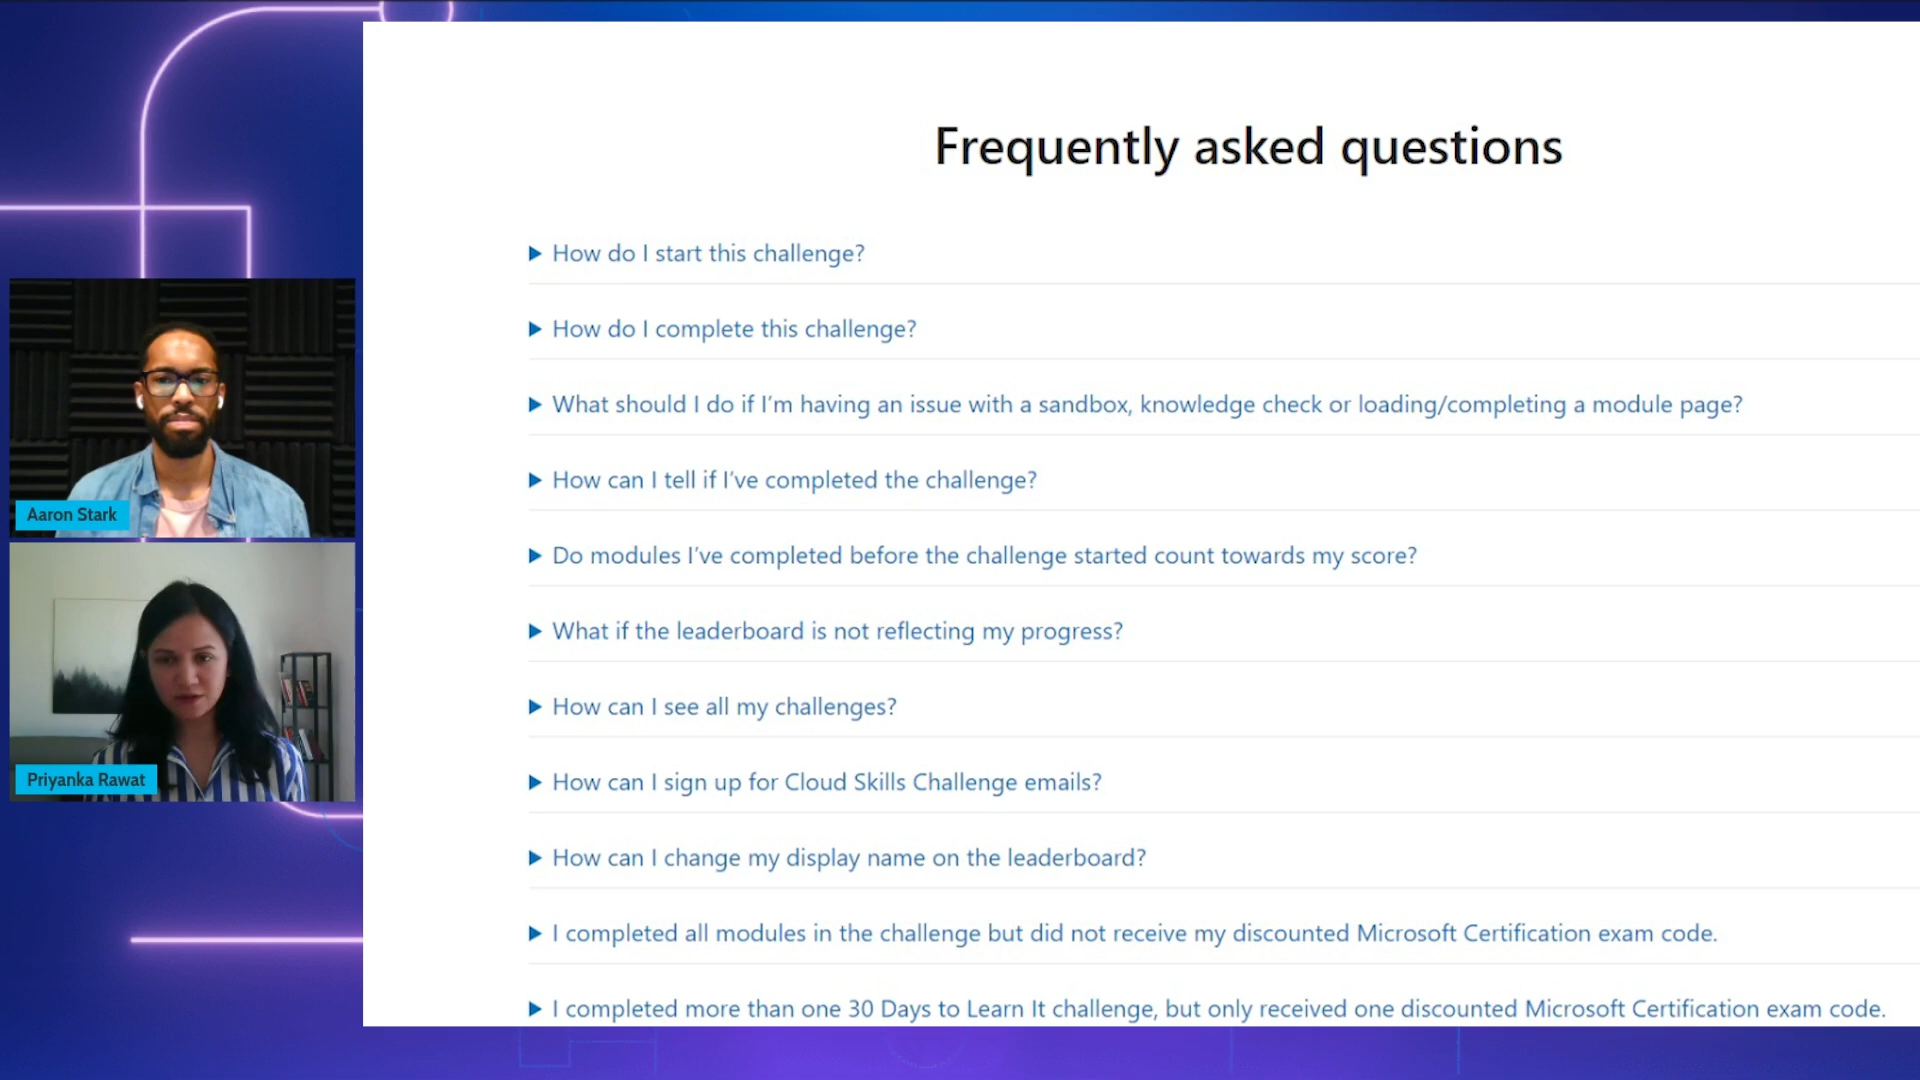 Frequently asked questions
How do I start this challenge?
How do I complete this challenge?
What should I do if I’m having an issue with a sandbox, knowledge check or loading/completing a module page?
How can I tell if I’ve completed the challenge?
Do modules I’ve completed before the challenge started count towards my score?
What if the leaderboard is not reflecting my progress?
How can I see all my challenges?
How can I sign up for Cloud Skills Challenge emails?
How can I change my display name on the leaderboard?
I completed all modules in the challenge but did not receive my discounted Microsoft Certification exam code.
I completed more than one 30 Days to Learn It challenge, but only received one discounted Microsoft Certification exam code.
Aaron Stark
Priyanka Rawat